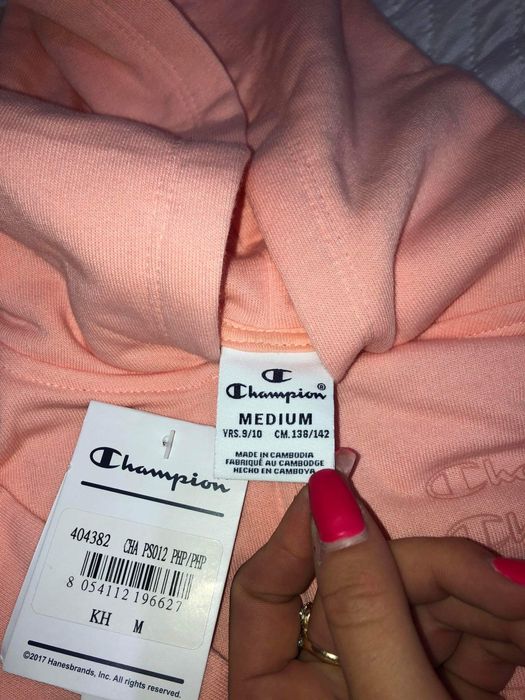 Champion®
MEDIUM
YRS.9/10 CM.136/142
MADE IN CAMBODIA
FABRIQUÉ AU CAMBODGE
HECHO EN CAMBOYA
Champion
404382 CHA PS012 PHP/PHP
8 054112 196627
KH M
©2017 Hanesbrands, Inc. All rights reserved.